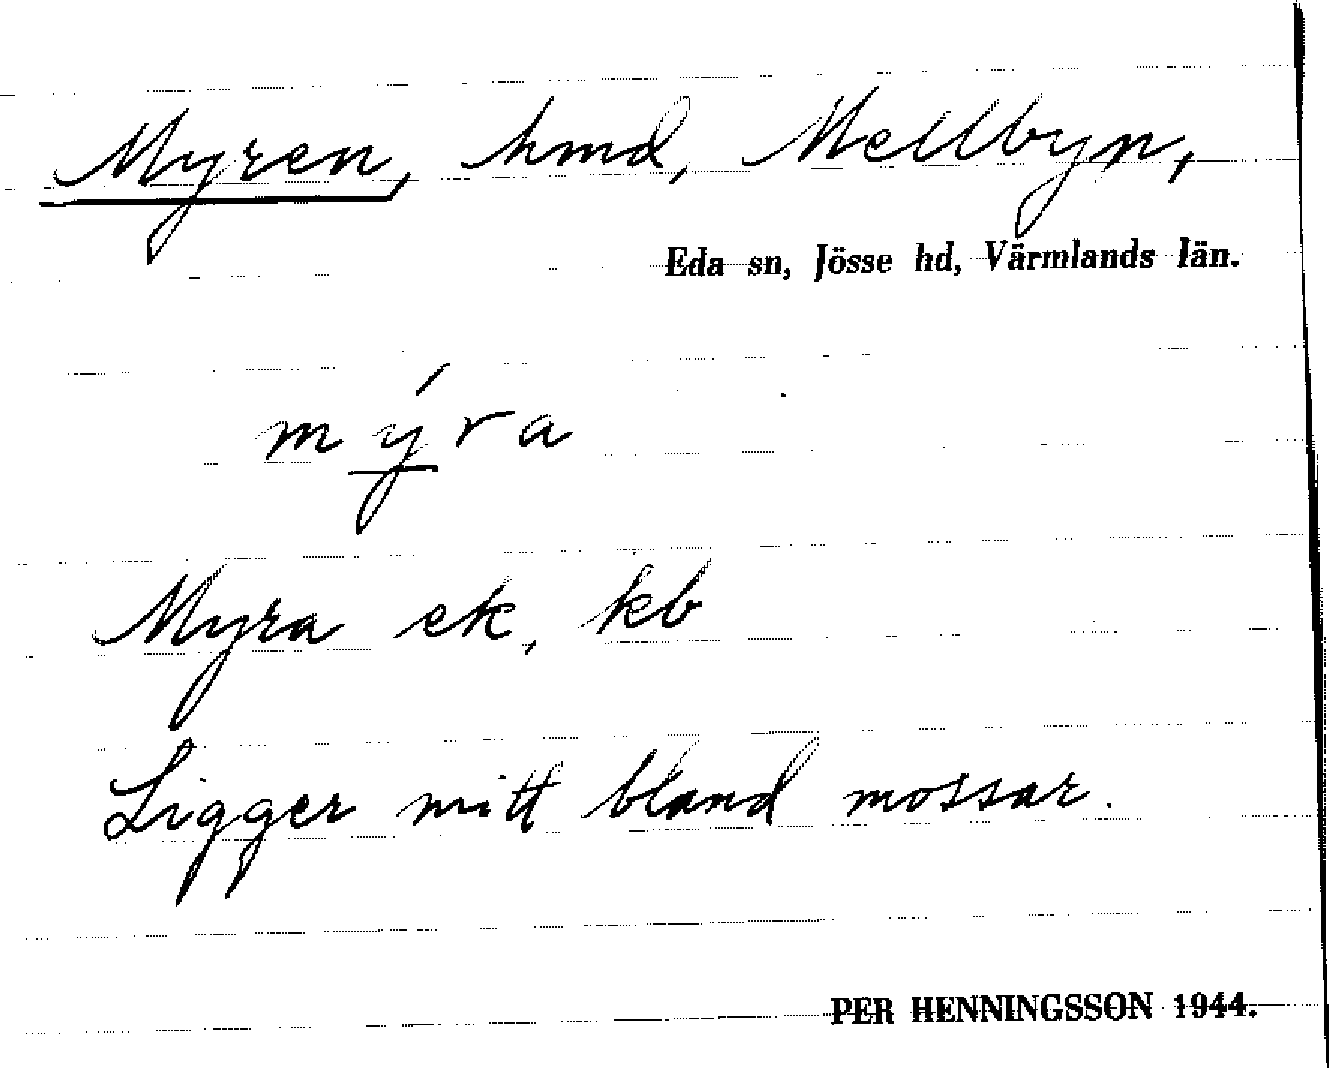 Myren, hmd, Mellbyn,
Eda sn, Jösse hd, Värmlands län.
mýra
Myra ek, kb
Ligger mitt bland mossar.
PER HENNINGSSON 1944.